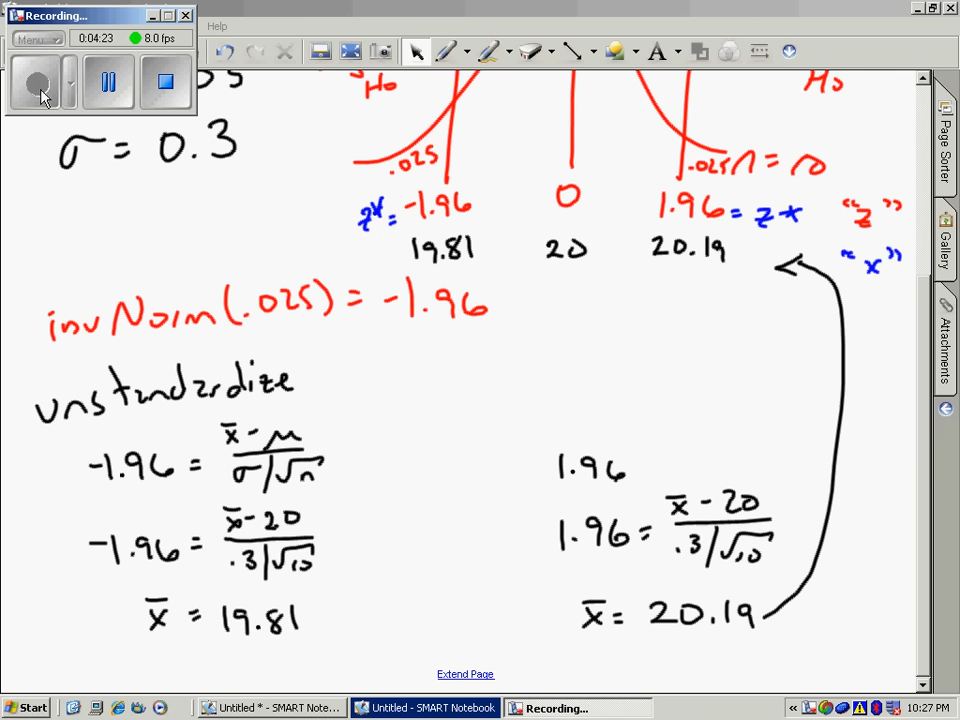 Recording...
Menu
0:04:23
8.0 fps
Help
σ = 0.3
H₀
H₀
.025
.025
n = 10
z* = -1.96
0
1.96 = z*
"z"
19.81
20
20.19
"x"
invNorm(.025) = -1.96
unstandardize
-1.96 = x̄ - μ / σ/√n
-1.96 = x̄ - 20 / .3/√10
x̄ = 19.81
1.96
1.96 = x̄ - 20 / .3/√10
x̄ = 20.19
Extend Page
Page Sorter
Gallery
Attachments
Start
Untitled * - SMART Note...
Untitled - SMART Notebook
Recording...
10:27 PM